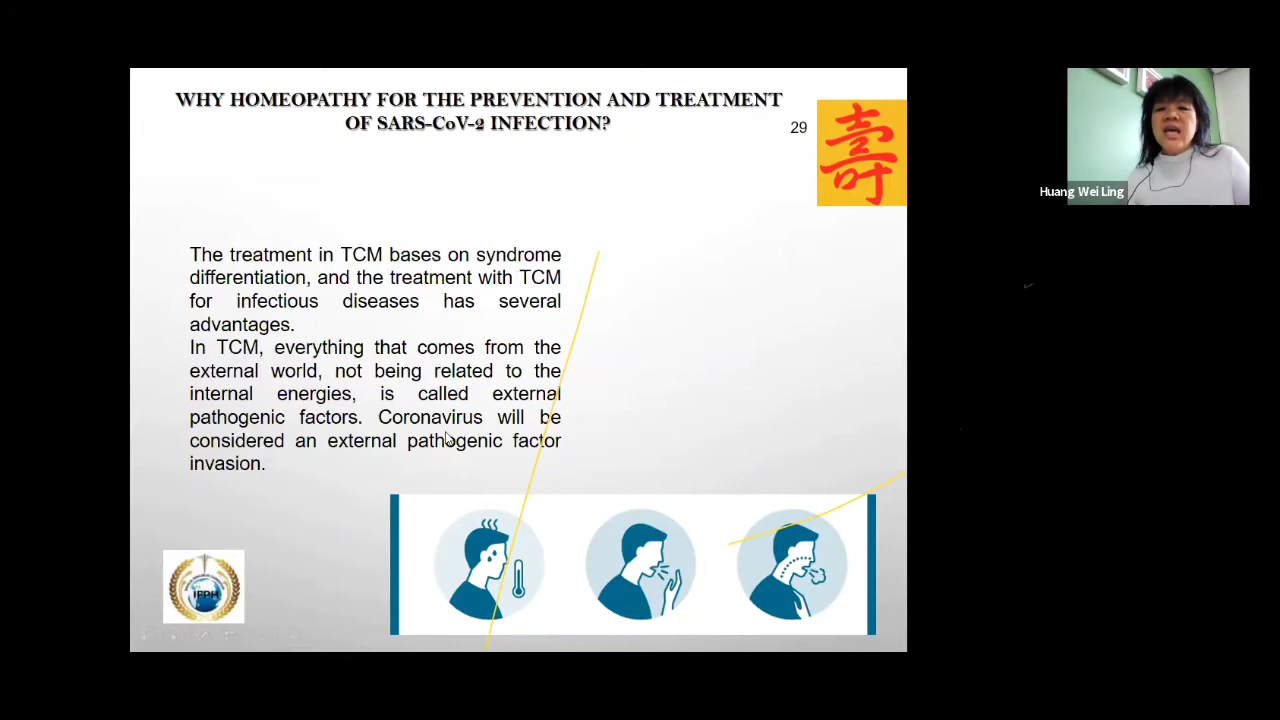 WHY HOMEOPATHY FOR THE PREVENTION AND TREATMENT
OF SARS-CoV-2 INFECTION?
29
壽
Huang Wei Ling
The treatment in TCM bases on syndrome
differentiation, and the treatment with TCM
for infectious diseases has several
advantages.
In TCM, everything that comes from the
external world, not being related to the
internal energies, is called external
pathogenic factors. Coronavirus will be
considered an external pathogenic factor
invasion.
IFPH